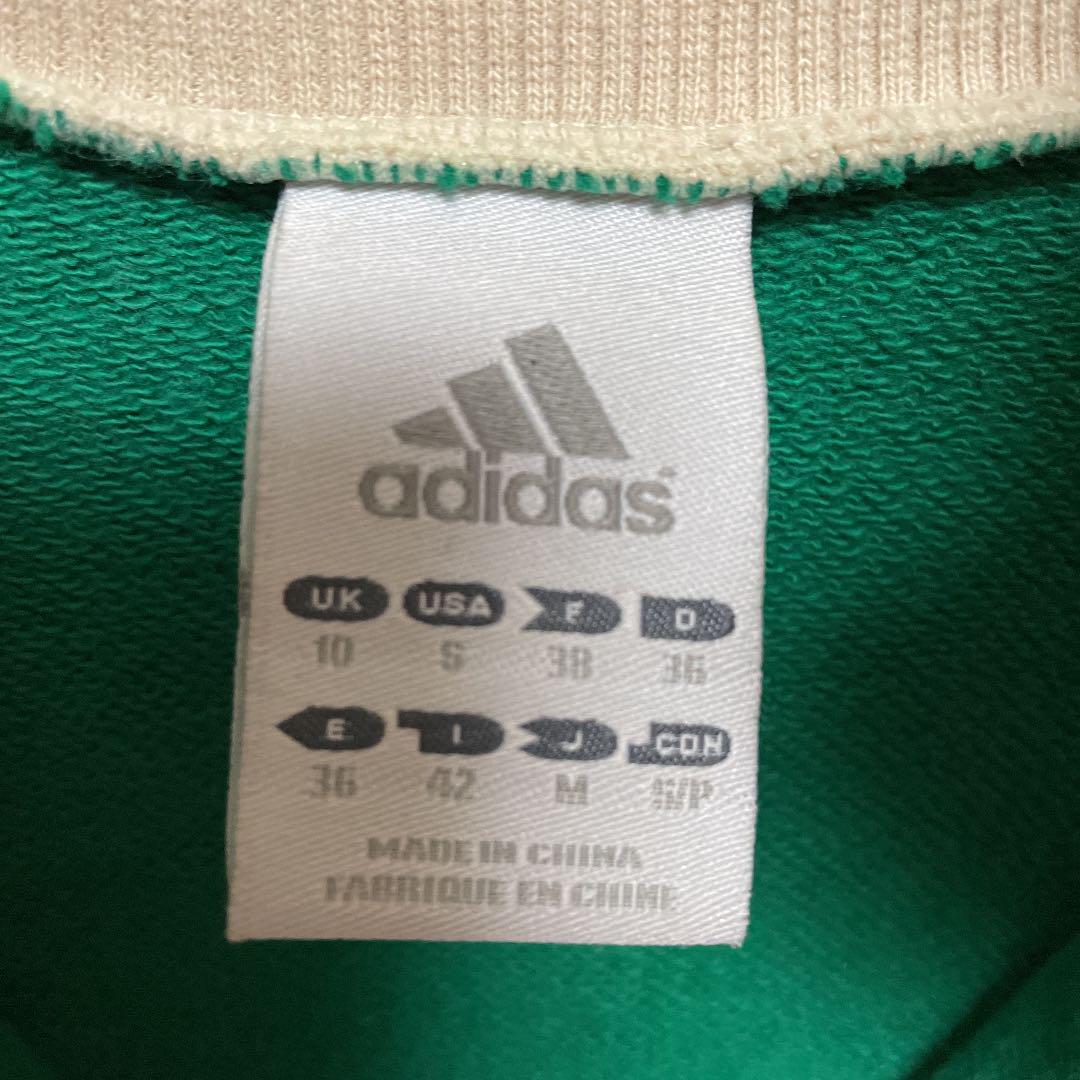 adidas
UK USA F D
10 S 38 36
E I J CDN
36 42 M
MADE IN CHINA
FABRIQUE EN CHINE